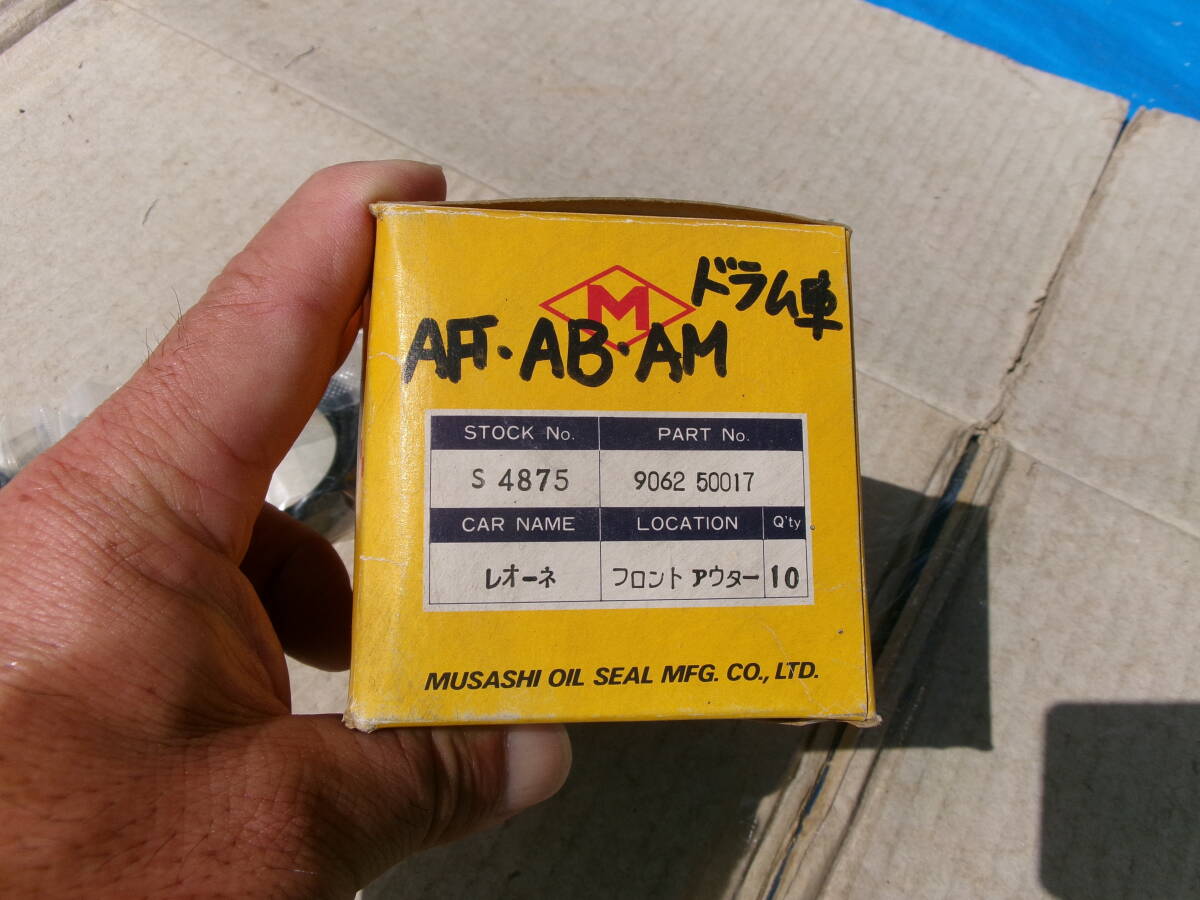 ドラム車
M
AFT・AB・AM
STOCK No. PART No.
S 4875 9062 50017
CAR NAME LOCATION Q'ty
レオーネ フロント アウター 10
MUSASHI OIL SEAL MFG. CO., LTD.